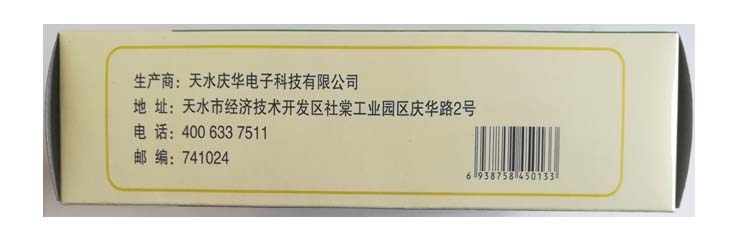 生产商：天水庆华电子科技有限公司
地 址：天水市经济技术开发区社棠工业园区庆华路2号
电 话：400 633 7511
邮 编：741024
6 938758 450133